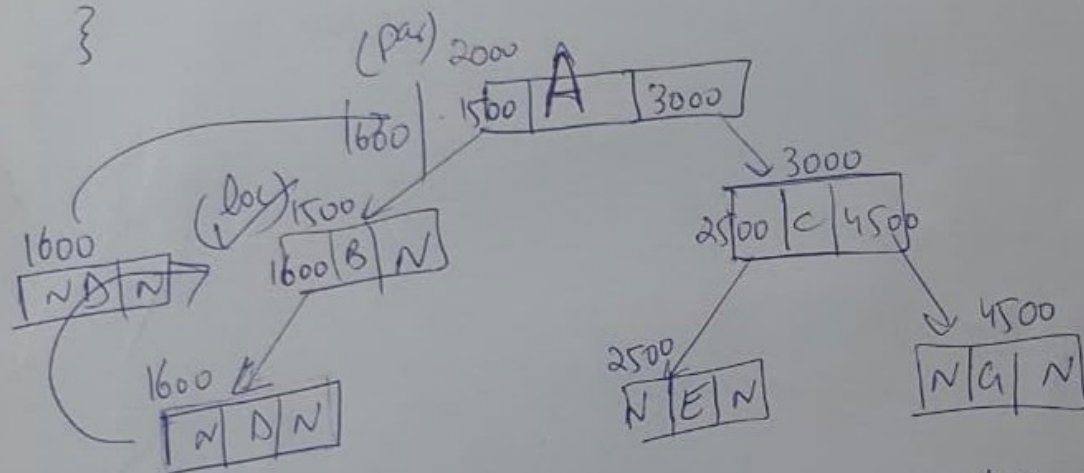 }
(par) 2000
1600 1500 A 3000
3000
(loc) 1500
2500 C 4500
1600
1600 B N
N D N
4500
2500
1600
N G N
N E N
N D N